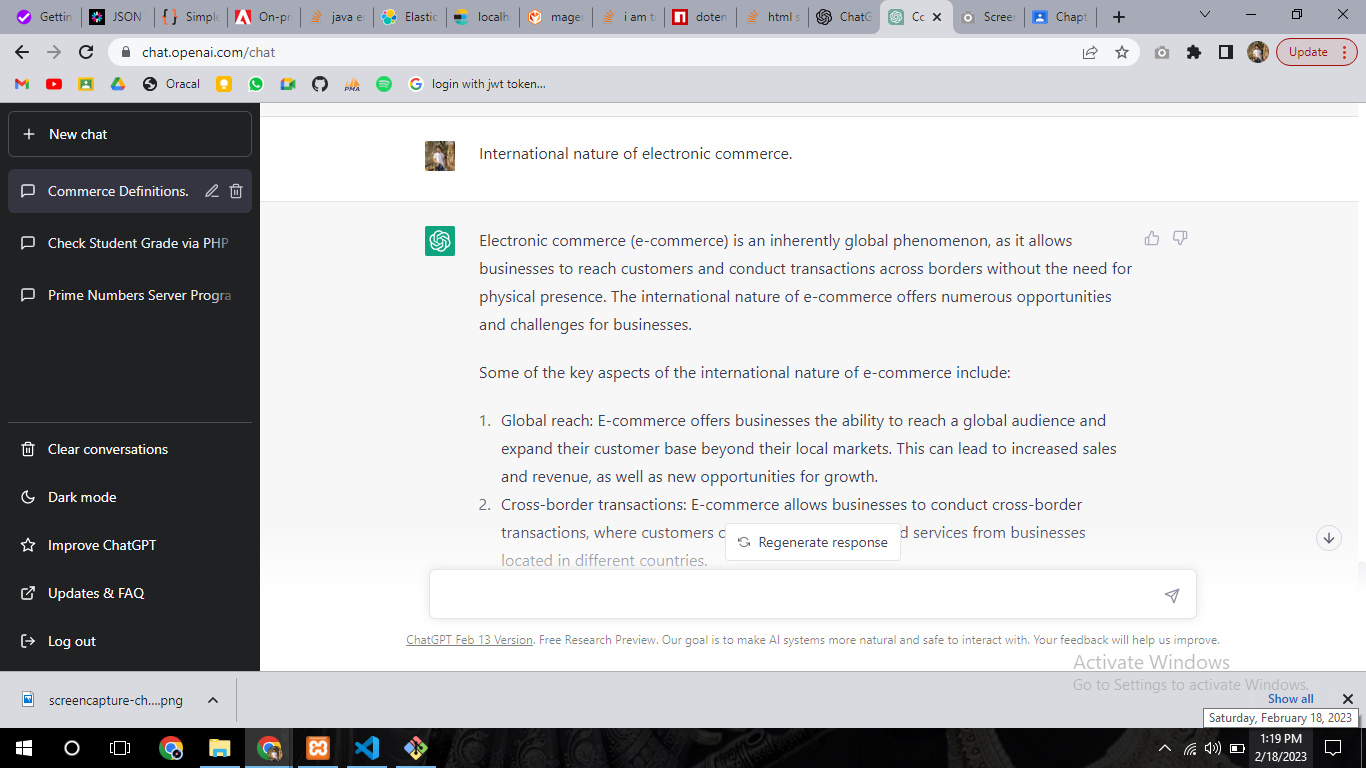 Gettin
JSON
Simple
On-pr
java e
Elastic
localh
mager
i am t
doten
html s
ChatG
Cc
Screer
Chapt
chat.openai.com/chat
Update
Oracal
login with jwt token...
New chat
Commerce Definitions.
Check Student Grade via PHP
Prime Numbers Server Progra
Clear conversations
Dark mode
Improve ChatGPT
Updates & FAQ
Log out
International nature of electronic commerce.
Electronic commerce (e-commerce) is an inherently global phenomenon, as it allows
businesses to reach customers and conduct transactions across borders without the need for
physical presence. The international nature of e-commerce offers numerous opportunities
and challenges for businesses.
Some of the key aspects of the international nature of e-commerce include:
1. Global reach: E-commerce offers businesses the ability to reach a global audience and
expand their customer base beyond their local markets. This can lead to increased sales
and revenue, as well as new opportunities for growth.
2. Cross-border transactions: E-commerce allows businesses to conduct cross-border
transactions, where customers c
d services from businesses
located in different countries.
Regenerate response
ChatGPT Feb 13 Version. Free Research Preview. Our goal is to make AI systems more natural and safe to interact with. Your feedback will help us improve.
Activate Windows
Go to Settings to activate Windows.
screencapture-ch....png
Show all
Saturday, February 18, 2023
1:19 PM
2/18/2023